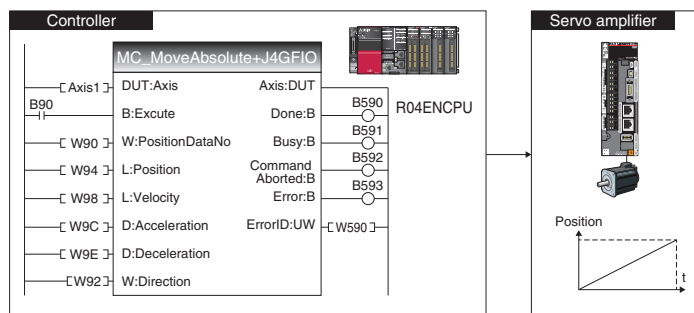 Controller
Servo amplifier
MC_MoveAbsolute+J4GFIO
Axis1 DUT:Axis Axis:DUT
B90 B:Excute Done:B B590 R04ENCPU
W90 W:PositionDataNo Busy:B B591
W94 L:Position Command Aborted:B B592
W98 L:Velocity Error:B B593
W9C D:Acceleration ErrorID:UW W590
W9E D:Deceleration
W92 W:Direction
Position
t